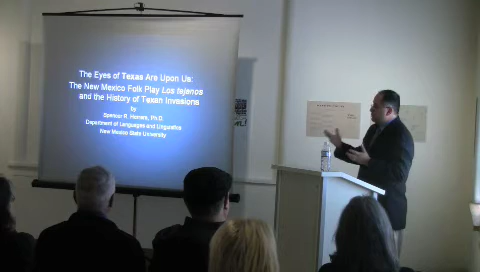 The Eyes of Texas Are Upon Us:
The New Mexico Folk Play Los tejanos
and the History of Texan Invasions
by
Spencer R. Herrera, Ph.D.
Department of Languages and Linguistics
New Mexico State University